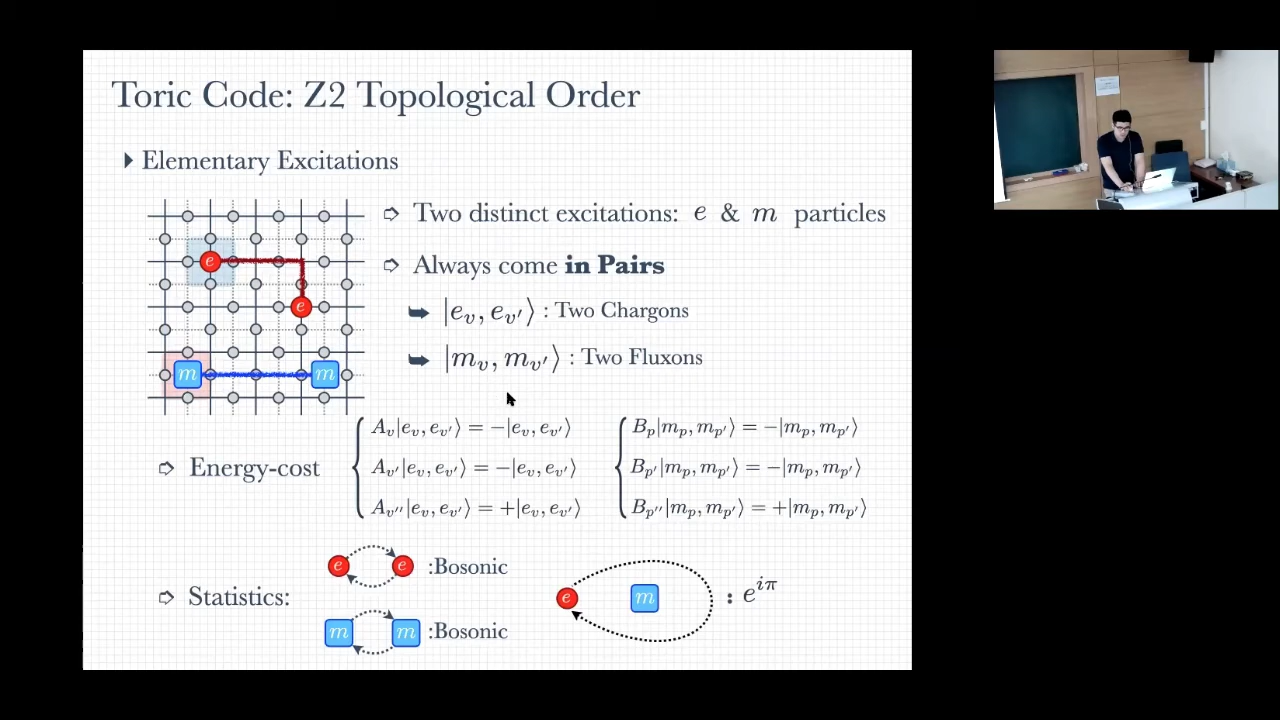 Toric Code: Z2 Topological Order
Elementary Excitations
Two distinct excitations: e & m particles
Always come in Pairs
|e_v, e_v′⟩ : Two Chargons
|m_v, m_v′⟩ : Two Fluxons
e
e
m
m
Energy-cost
A_v|e_v, e_v′⟩ = −|e_v, e_v′⟩
A_v′|e_v, e_v′⟩ = −|e_v, e_v′⟩
A_v″|e_v, e_v′⟩ = +|e_v, e_v′⟩
B_p|m_p, m_p′⟩ = −|m_p, m_p′⟩
B_p′|m_p, m_p′⟩ = −|m_p, m_p′⟩
B_p″|m_p, m_p′⟩ = +|m_p, m_p′⟩
Statistics:
e e :Bosonic
m m :Bosonic
e m : e^{iπ}